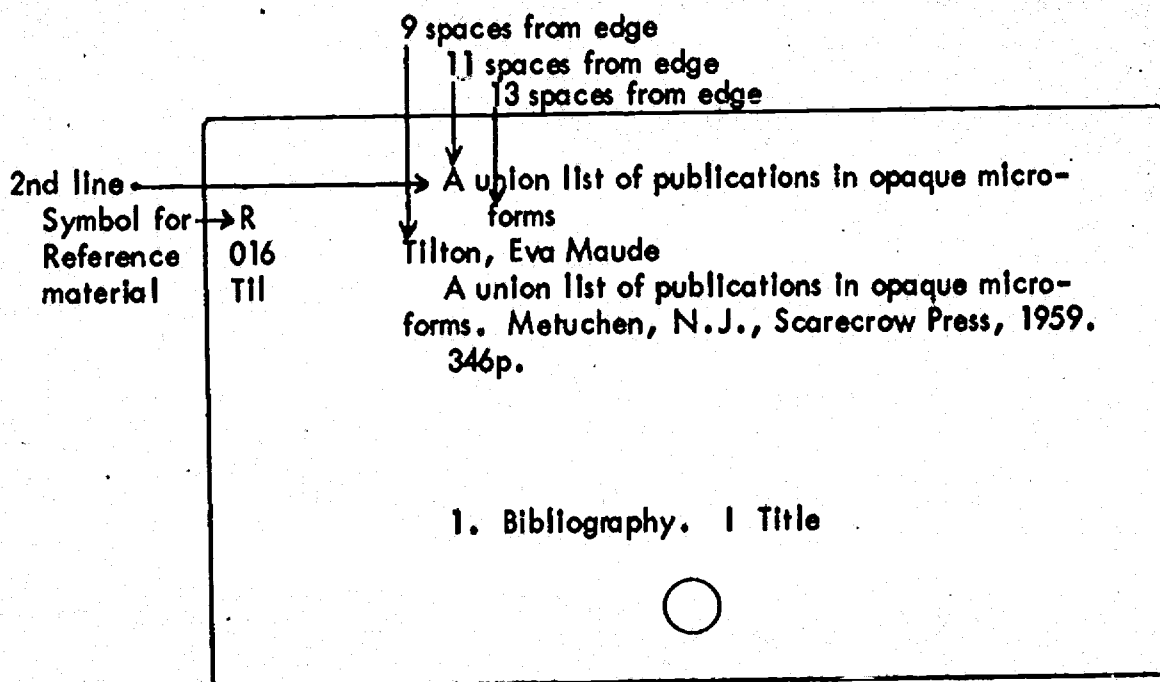 9 spaces from edge
11 spaces from edge
13 spaces from edge
2nd line
A union list of publications in opaque micro-
forms
Symbol for
Reference
material
R
016
Til
Tilton, Eva Maude
A union list of publications in opaque micro-
forms. Metuchen, N.J., Scarecrow Press, 1959.
346p.
1. Bibliography. I Title